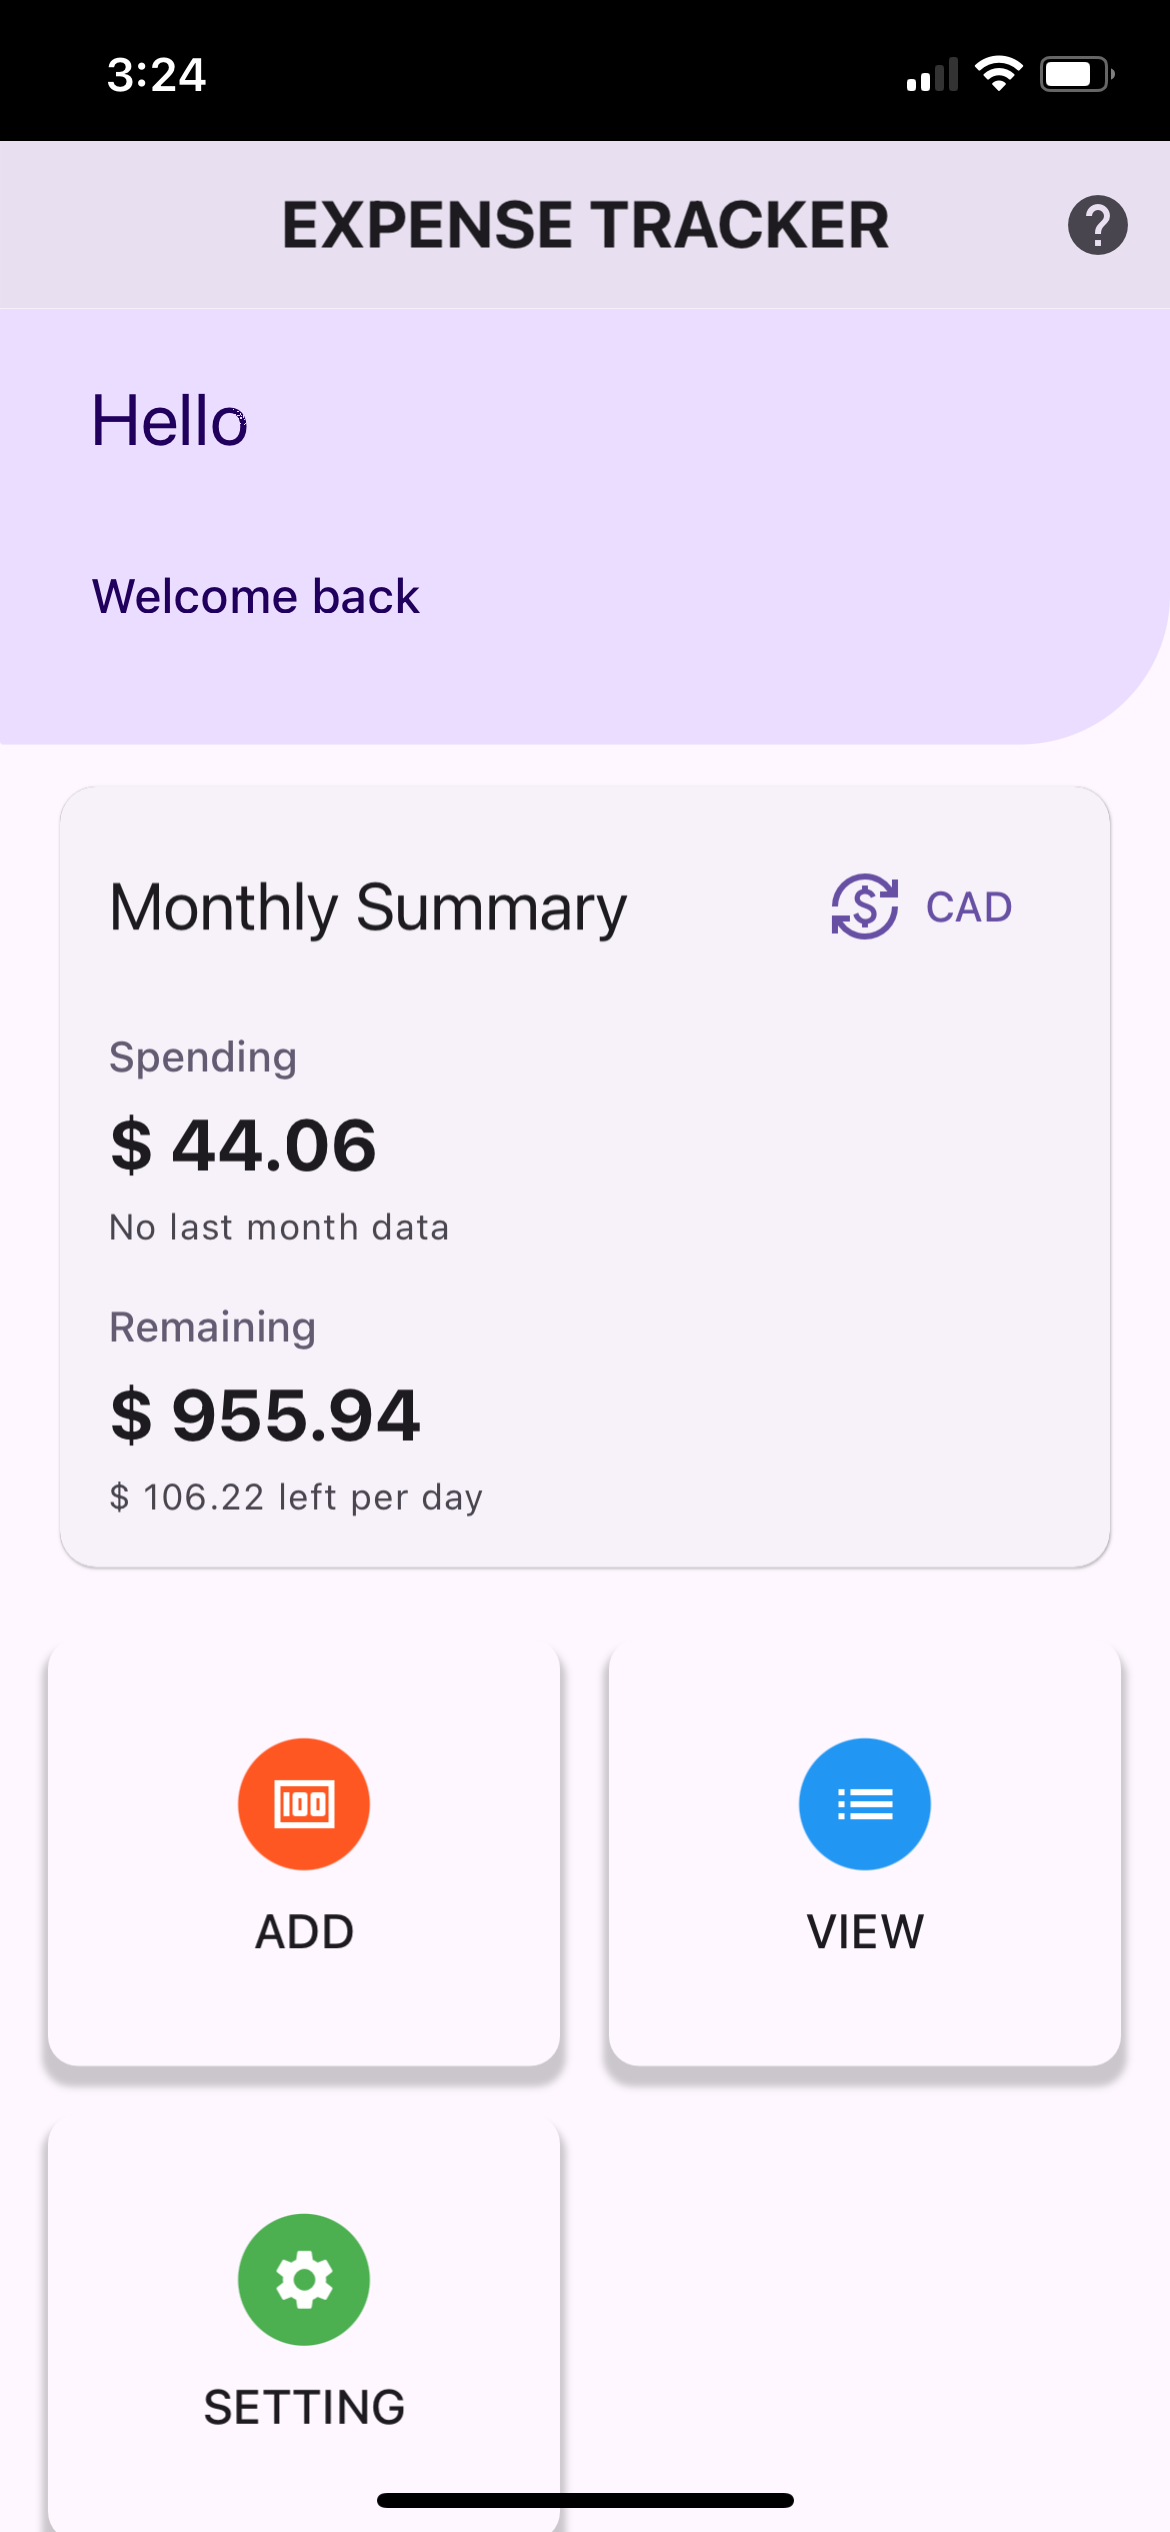 3:24
EXPENSE TRACKER
Hello
Welcome back
Monthly Summary
CAD
Spending
$ 44.06
No last month data
Remaining
$ 955.94
$ 106.22 left per day
100
ADD
VIEW
SETTING